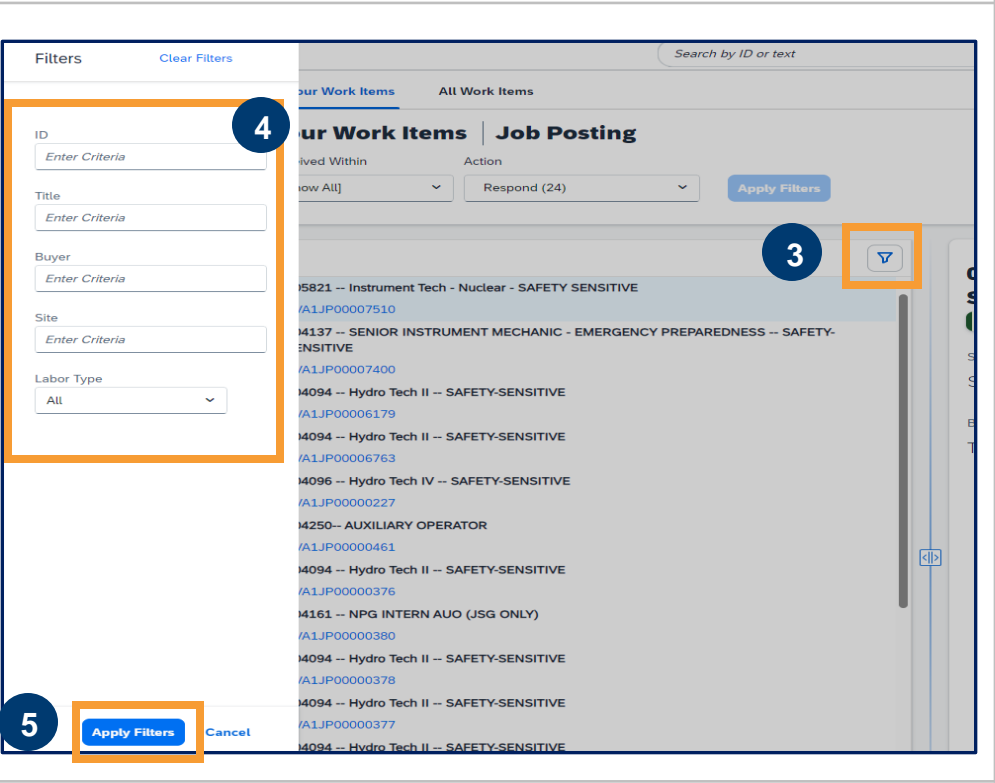 Filters
Clear Filters
4
ID
Enter Criteria
Title
Enter Criteria
Buyer
Enter Criteria
Site
Enter Criteria
Labor Type
All
5
Apply Filters
Cancel
Search by ID or text
our Work Items
All Work Items
our Work Items | Job Posting
eived Within
Action
how All]
Respond (24)
Apply Filters
3
05821 -- Instrument Tech - Nuclear - SAFETY SENSITIVE
VA1JP00007510
04137 -- SENIOR INSTRUMENT MECHANIC - EMERGENCY PREPAREDNESS -- SAFETY-
ENSITIVE
VA1JP00007400
04094 -- Hydro Tech II -- SAFETY-SENSITIVE
VA1JP00006179
04094 -- Hydro Tech II -- SAFETY-SENSITIVE
VA1JP00006763
04096 -- Hydro Tech IV -- SAFETY-SENSITIVE
VA1JP00000227
04250-- AUXILIARY OPERATOR
VA1JP00000461
04094 -- Hydro Tech II -- SAFETY-SENSITIVE
VA1JP00000376
04161 -- NPG INTERN AUO (JSG ONLY)
VA1JP00000380
04094 -- Hydro Tech II -- SAFETY-SENSITIVE
VA1JP00000378
04094 -- Hydro Tech II -- SAFETY-SENSITIVE
VA1JP00000377
04094 -- Hydro Tech II -- SAFETY-SENSITIVE